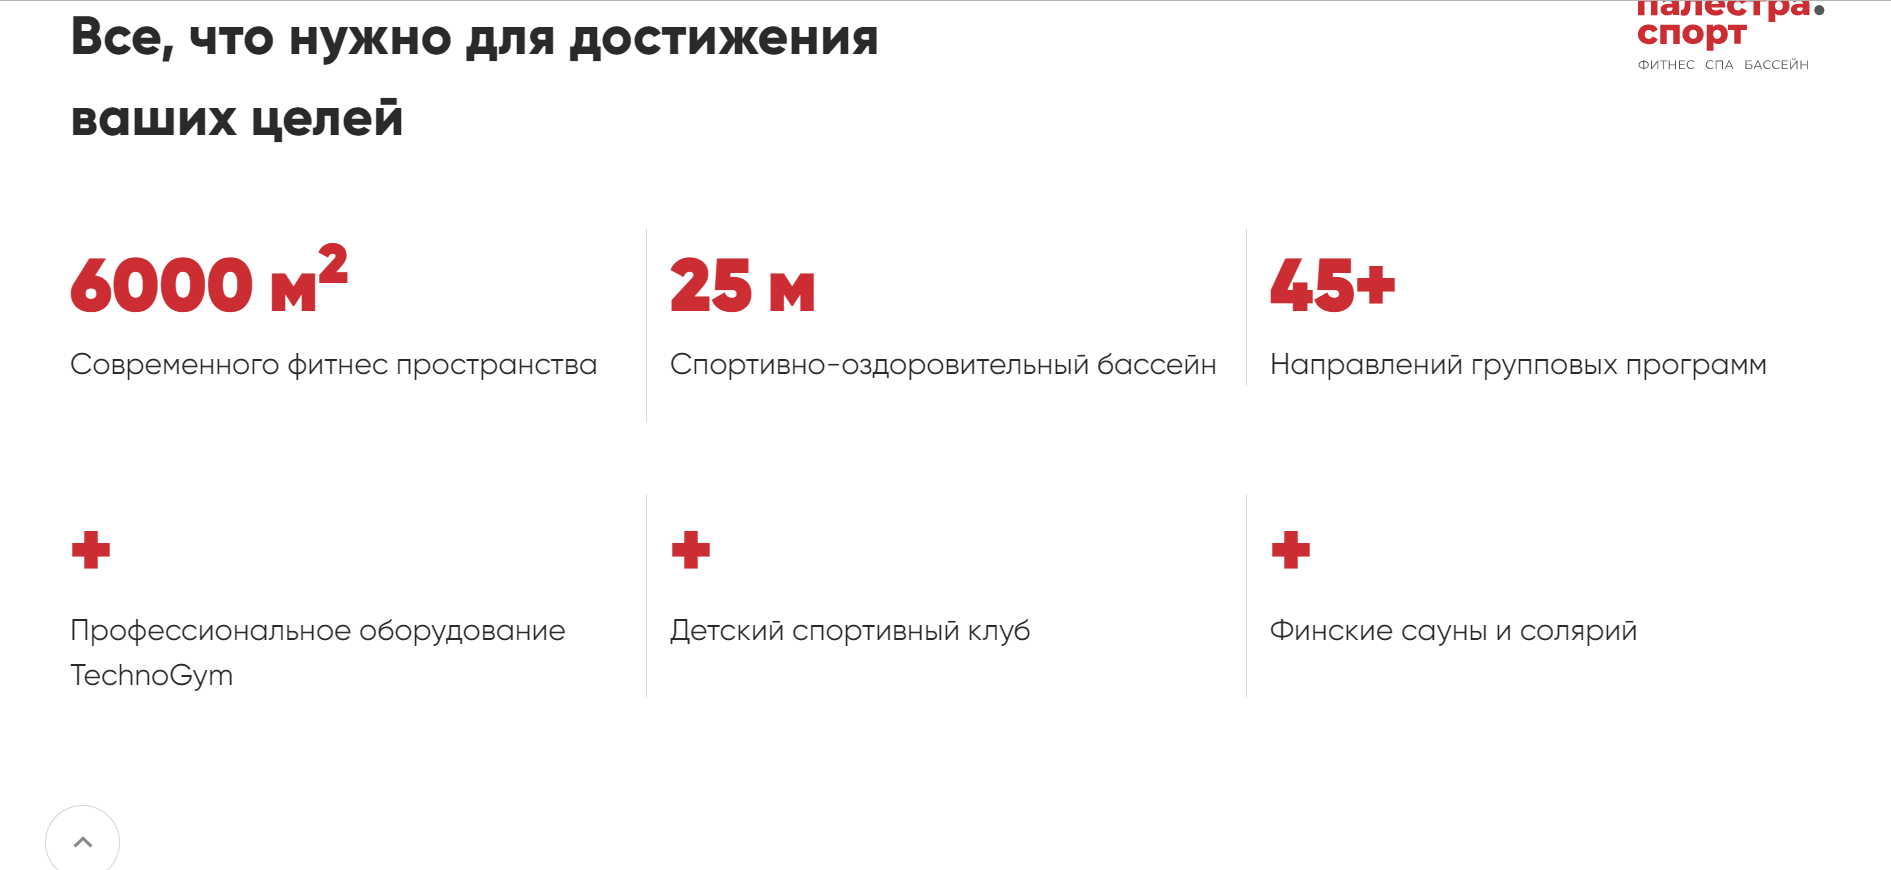 Все, что нужно для достижения
ваших целей
палестра.
спорт
ФИТНЕС СПА БАССЕЙН
6000 м²
Современного фитнес пространства
25 м
Спортивно-оздоровительный бассейн
45+
Направлений групповых программ
+
Профессиональное оборудование
TechnoGym
+
Детский спортивный клуб
+
Финские сауны и солярий